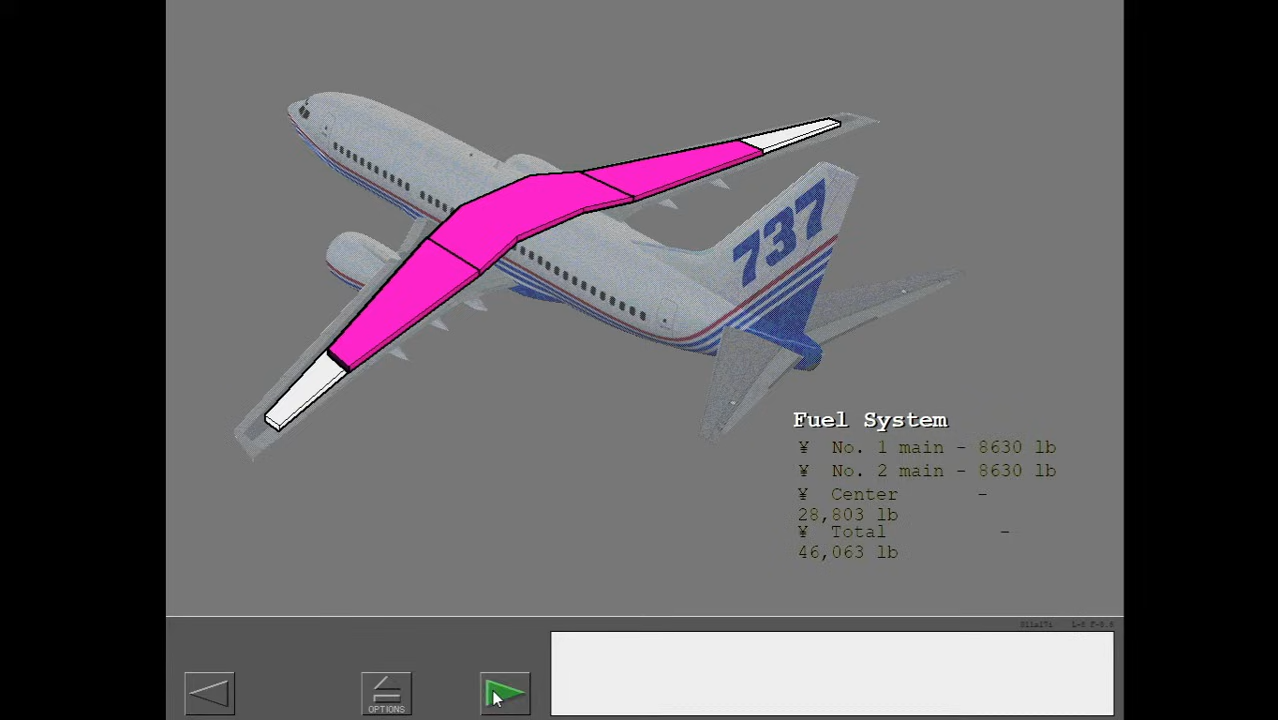 737
Fuel System
¥ No. 1 main - 8630 lb
¥ No. 2 main - 8630 lb
¥ Center -
28,803 lb
¥ Total -
46,063 lb
OPTIONS